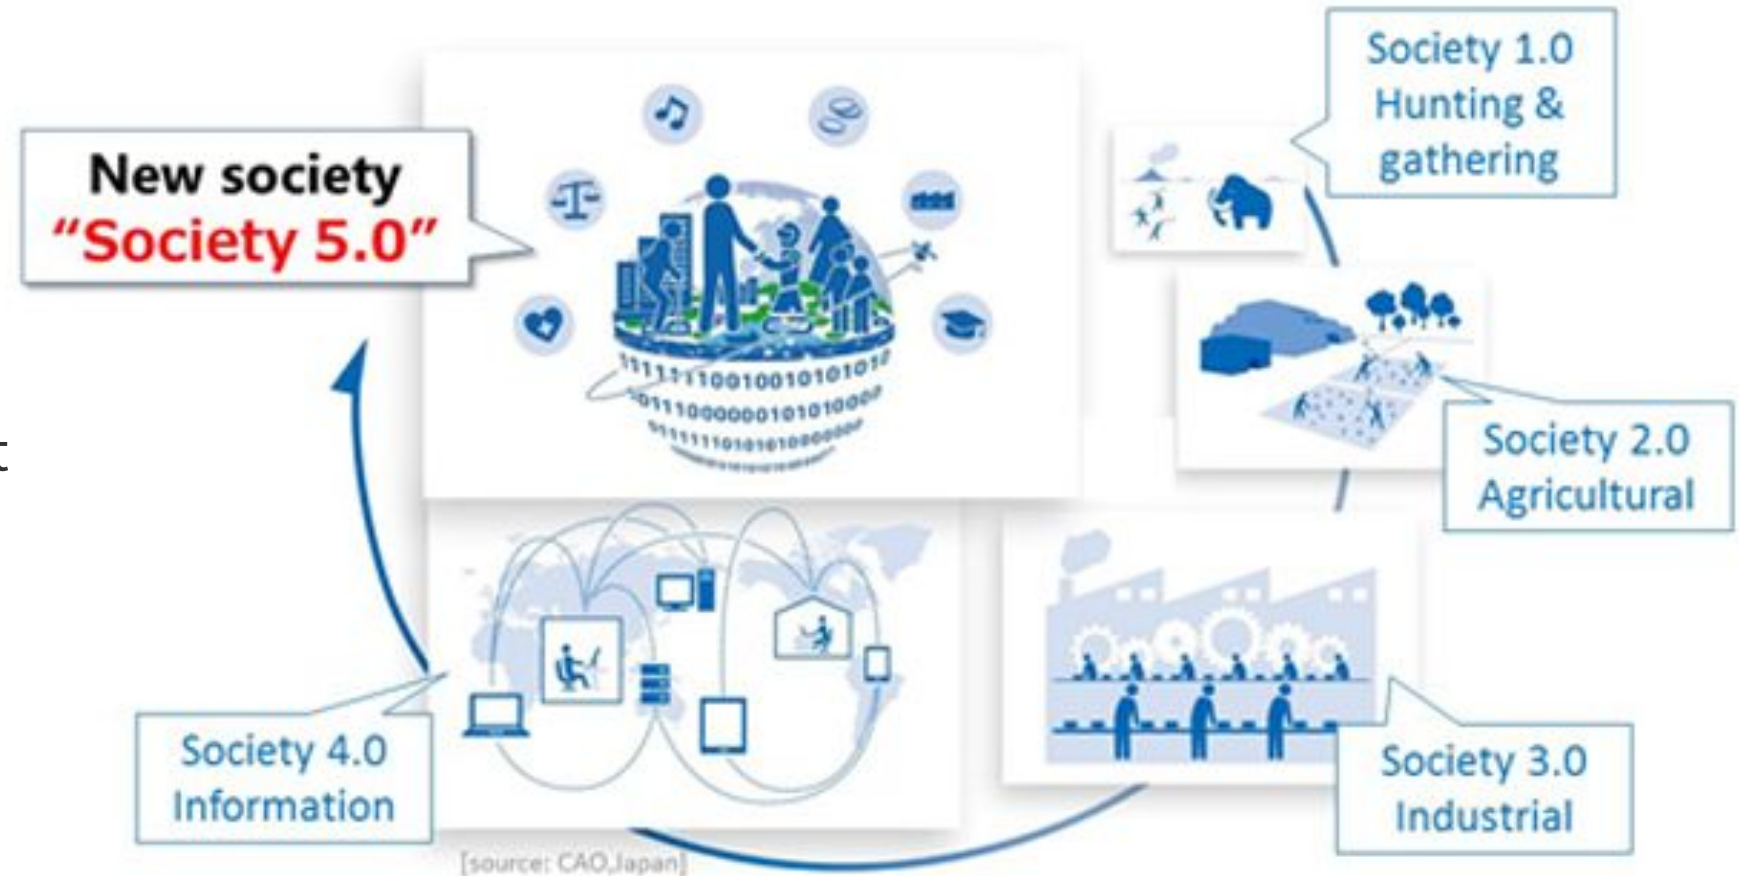 Society 1.0
Hunting &
gathering
New society
“Society 5.0”
t
Society 2.0
Agricultural
Society 4.0
Information
Society 3.0
Industrial
[source: CAO,Japan]